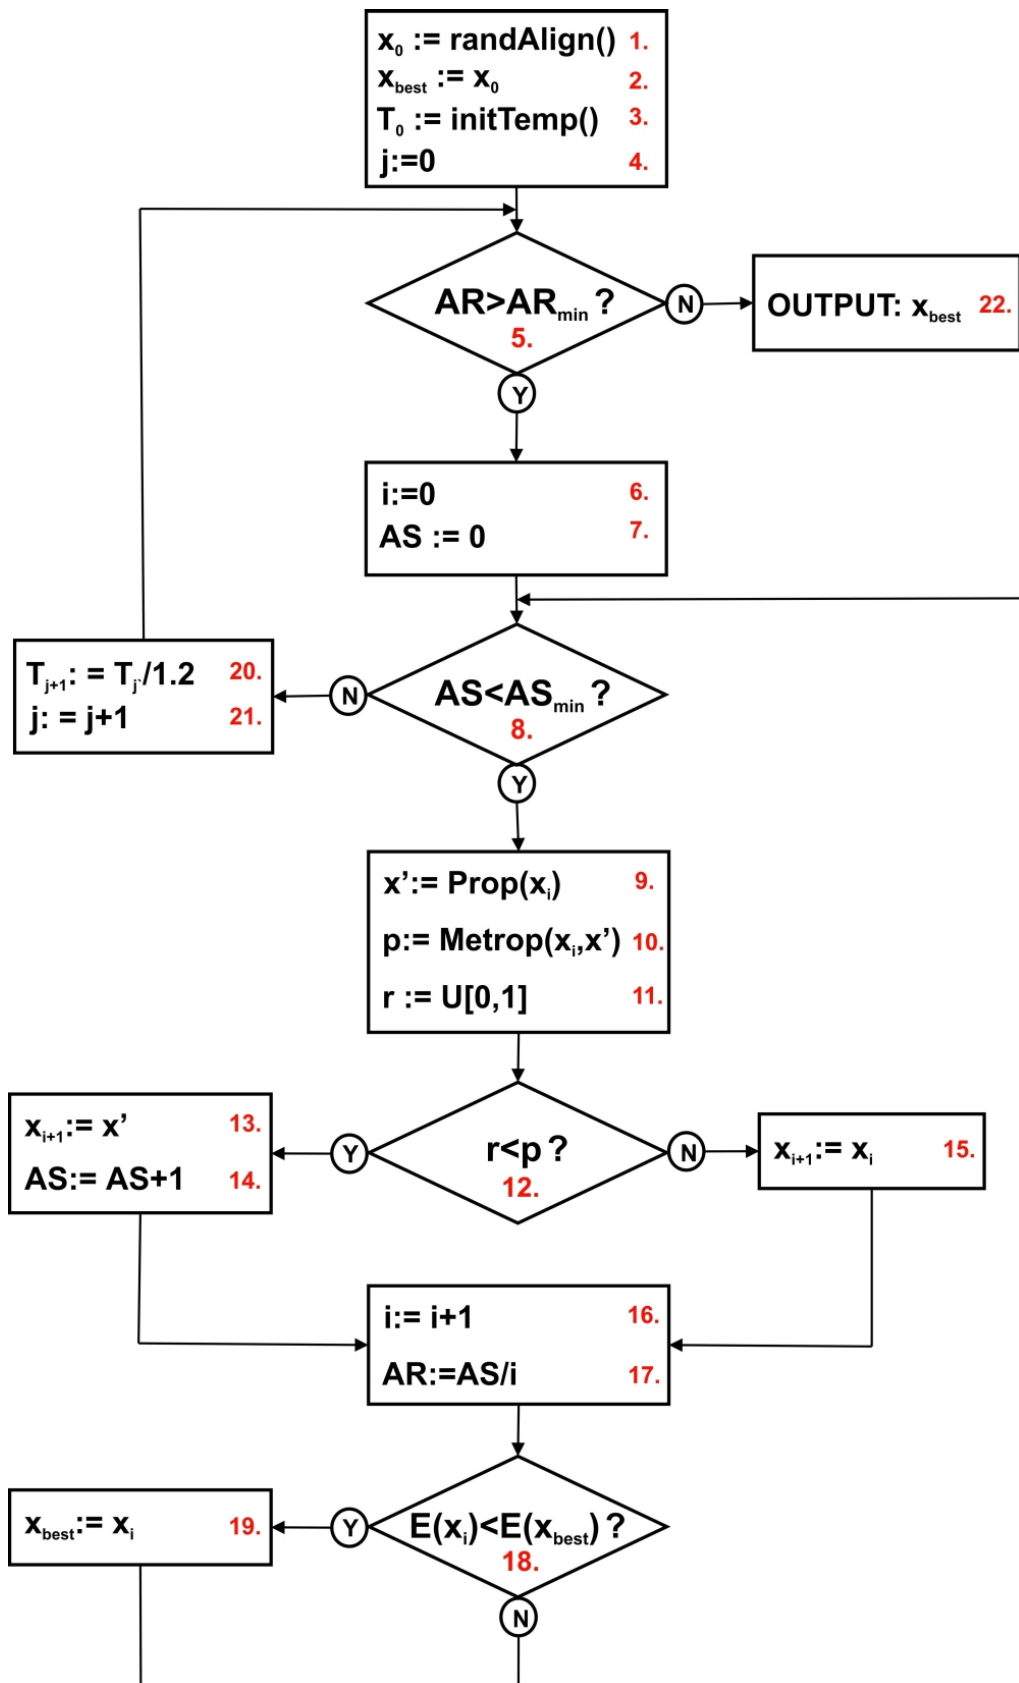 x₀ := randAlign() 1.
x_best := x₀ 2.
T₀ := initTemp() 3.
j:=0 4.
AR>AR_min ? N
5.
OUTPUT: x_best 22.
Y
i:=0 6.
AS := 0 7.
T_j+1: = T_j`/1.2 20.
j: = j+1 21.
N AS<AS_min ?
8.
Y
x':= Prop(x_i) 9.
p:= Metrop(x_i,x') 10.
r := U[0,1] 11.
x_i+1:= x' 13.
AS:= AS+1 14.
Y r<p ? N
12.
x_i+1:= x_i 15.
i:= i+1 16.
AR:=AS/i 17.
x_best:= x_i 19.
Y E(x_i)<E(x_best) ?
18.
N